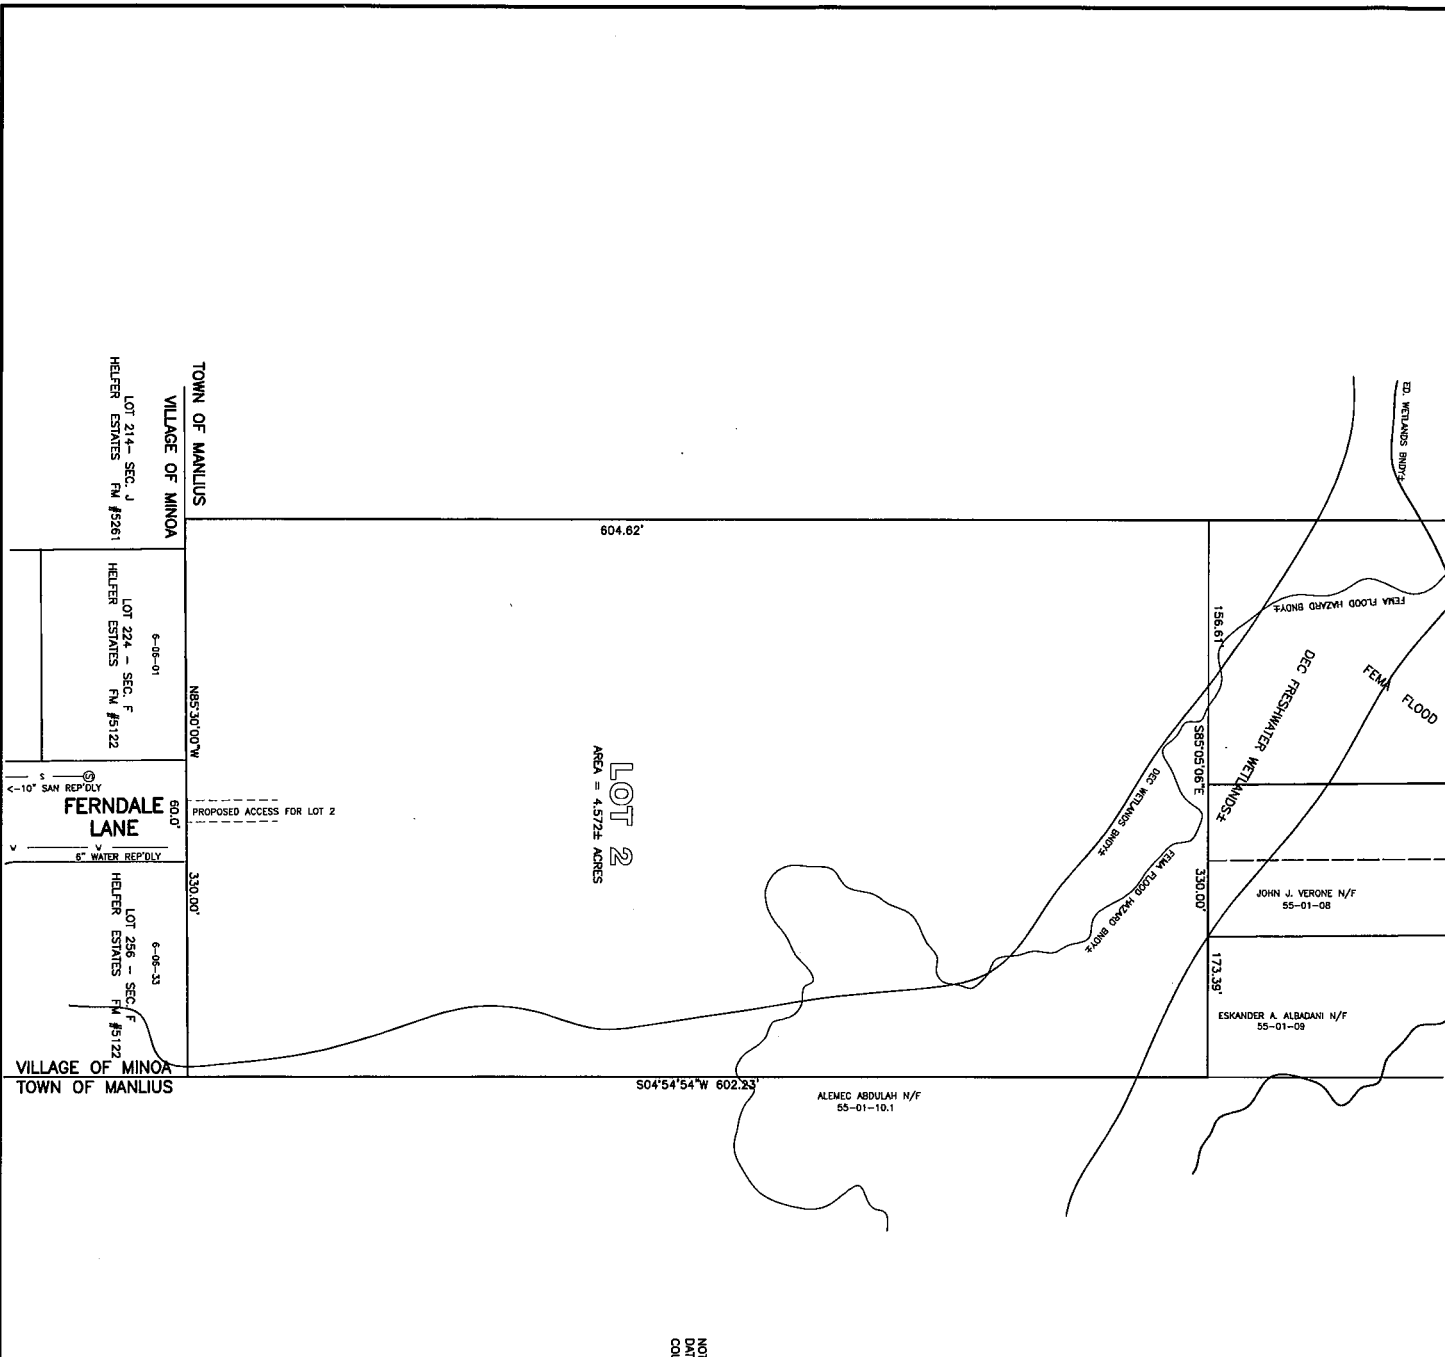 TOWN OF MANLIUS
VILLAGE OF MINOA
LOT 214- SEC. J
HELFER ESTATES FM #5261
6-06-01
LOT 224 - SEC. F
HELFER ESTATES FM #5122
N85°30'00"W
S
S
<-10" SAN REP'DLY
FERNDALE
LANE
60.0'
PROPOSED ACCESS FOR LOT 2
W
W
6" WATER REP'DLY
330.00'
6-06-33
LOT 256 - SEC. F
HELFER ESTATES FM #5122
VILLAGE OF MINOA
TOWN OF MANLIUS
604.62'
LOT 2
AREA = 4.572± ACRES
S04°54'54"W 602.23'
ALEMEC ABDULAH N/F
55-01-10.1
ED. WETLANDS BNDY±
FEMA FLOOD HAZARD BNDY±
156.61'
DEC FRESHWATER WETLANDS±
FEMA FLOOD
S85°05'06"E
DEC WETLANDS BNDY±
FEMA FLOOD HAZARD BNDY±
330.00'
JOHN J. VERONE N/F
55-01-08
173.39'
ESKANDER A. ALBADANI N/F
55-01-09
NOT
DAT
COU